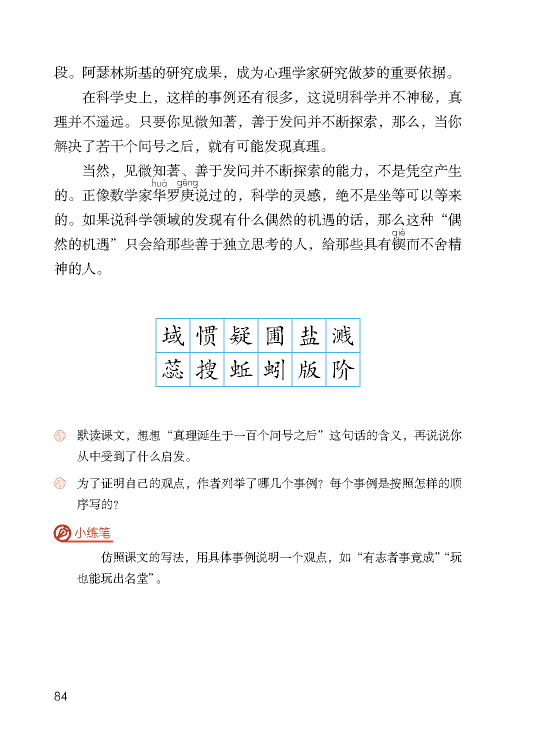 段。阿瑟林斯基的研究成果，成为心理学家研究做梦的重要依据。
在科学史上，这样的事例还有很多，这说明科学并不神秘，真
理并不遥远。只要你见微知著，善于发问并不断探索，那么，当你
解决了若干个问号之后，就有可能发现真理。
当然，见微知著、善于发问并不断探索的能力，不是凭空产生
huà gēng
的。正像数学家华罗庚说过的，科学的灵感，绝不是坐等可以等来
的。如果说科学领域的发现有什么偶然的机遇的话，那么这种“偶
qiè
然的机遇”只会给那些善于独立思考的人，给那些具有锲而不舍精
神的人。
域惯疑圃盐溅
蕊搜蚯蚓版阶
默读课文，想想“真理诞生于一百个问号之后”这句话的含义，再说说你
从中受到了什么启发。
为了证明自己的观点，作者列举了哪几个事例？每个事例是按照怎样的顺
序写的？
小练笔
仿照课文的写法，用具体事例说明一个观点，如“有志者事竟成”“玩
也能玩出名堂”。
84